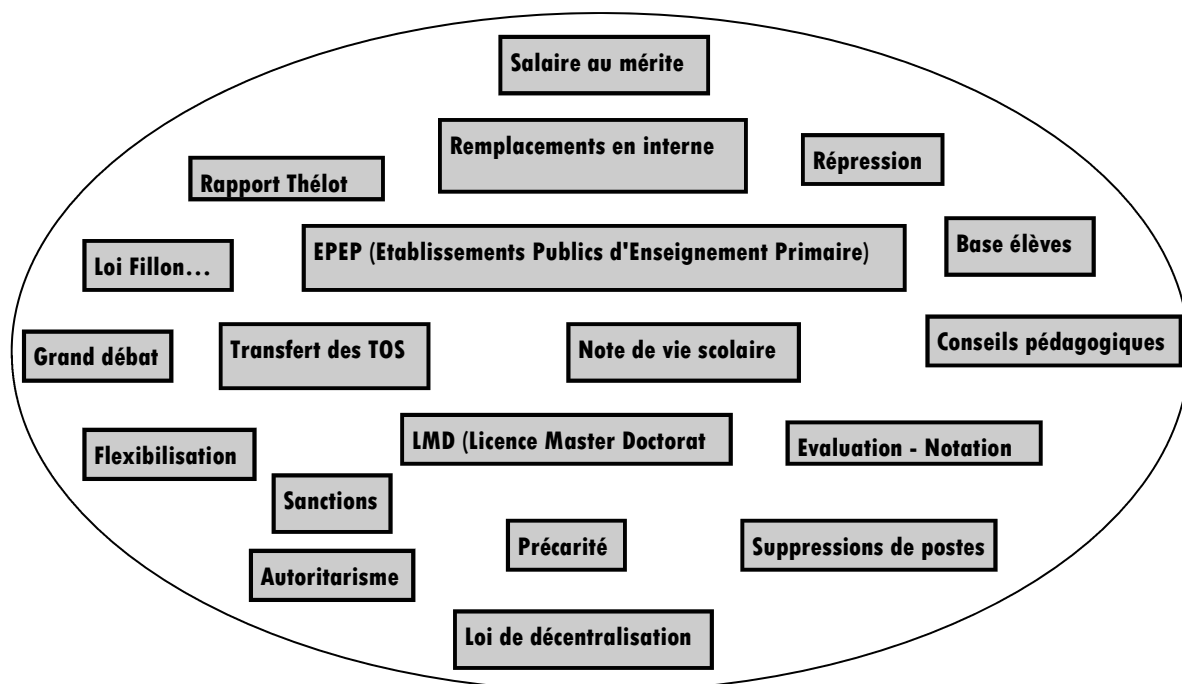 Salaire au mérite
Remplacements en interne
Répression
Rapport Thélot
EPEP (Etablissements Publics d'Enseignement Primaire)
Base élèves
Loi Fillon...
Grand débat
Transfert des TOS
Note de vie scolaire
Conseils pédagogiques
Flexibilisation
LMD (Licence Master Doctorat
Evaluation - Notation
Sanctions
Précarité
Suppressions de postes
Autoritarisme
Loi de décentralisation